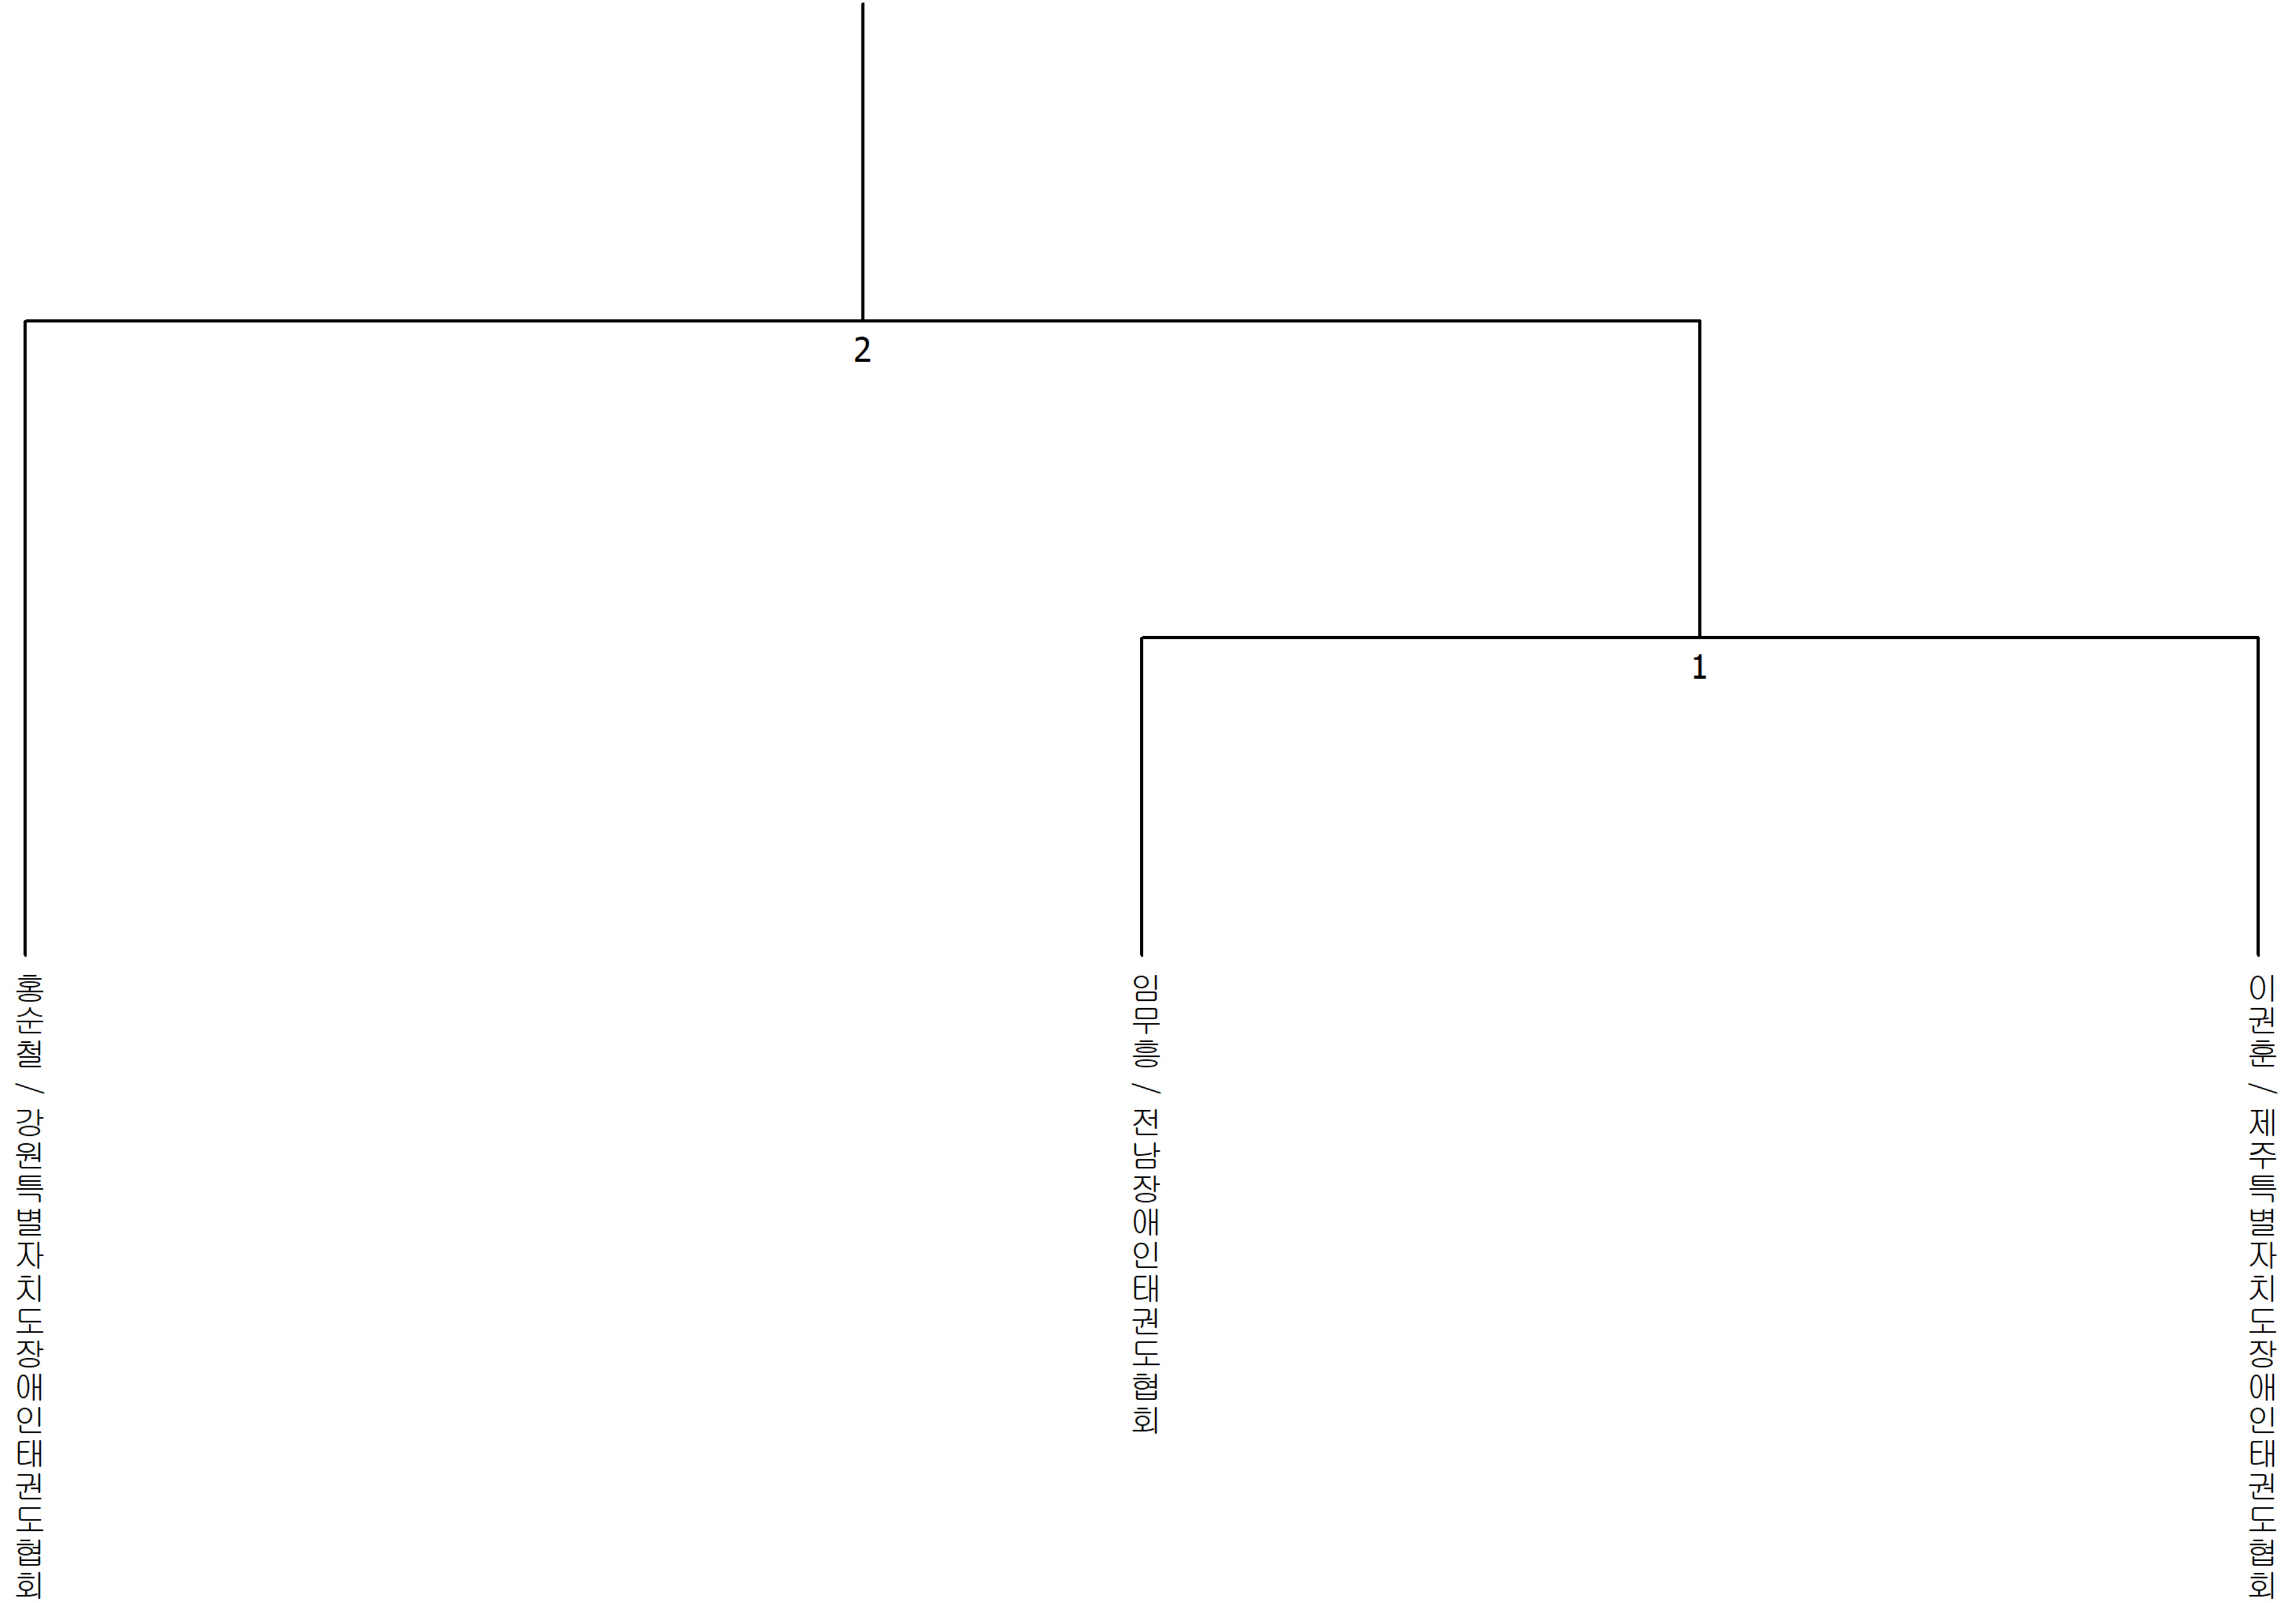 2
1
홍순철 / 강원특별자치도장애인태권도협회
임무흥 / 전남장애인태권도협회
이권훈 / 제주특별자치도장애인태권도협회